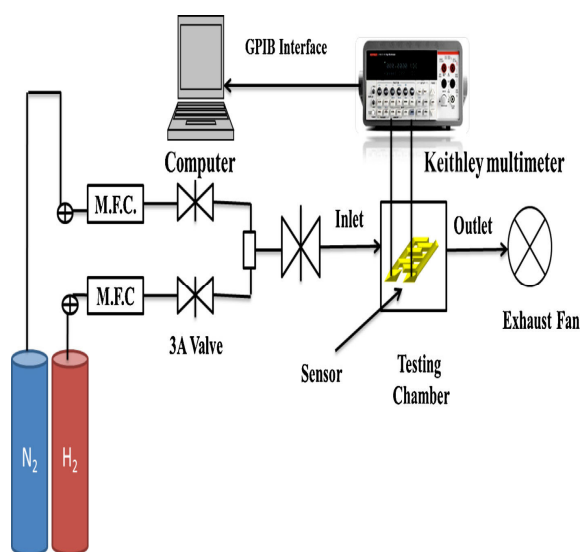 GPIB Interface
Computer
Keithley multimeter
M.F.C.
Inlet
Outlet
M.F.C
3A Valve
Exhaust Fan
Sensor
Testing
Chamber
N₂
H₂